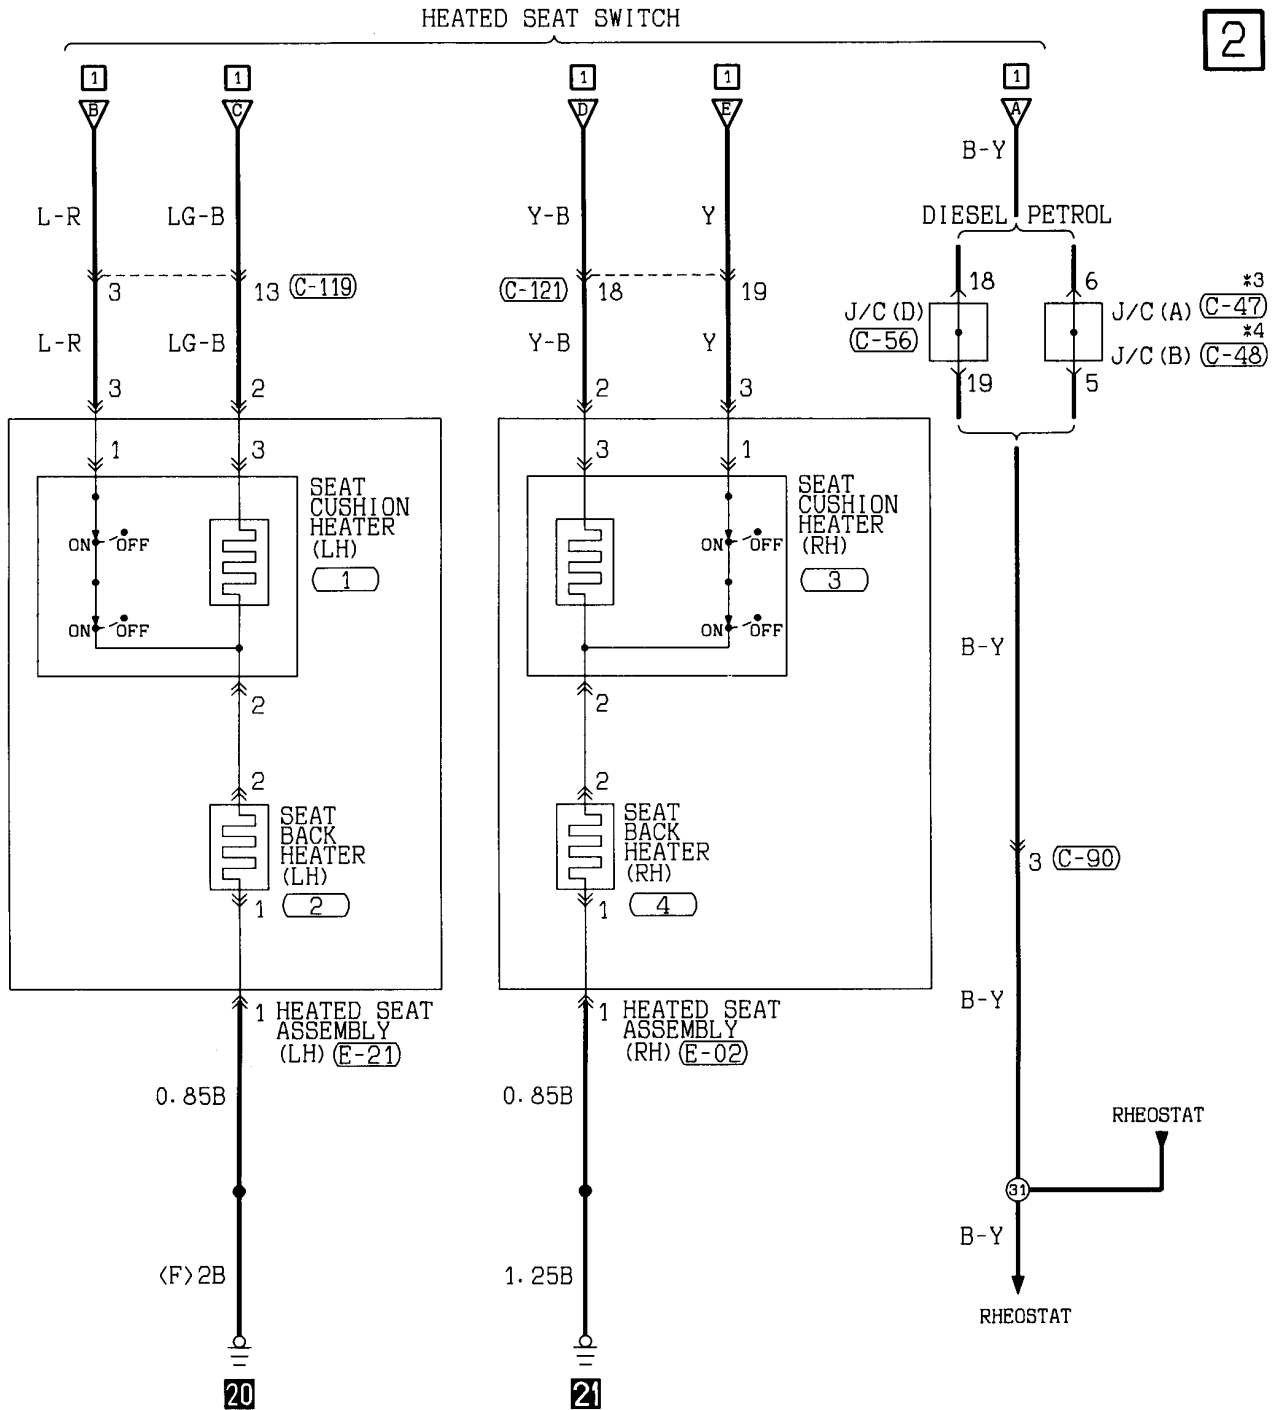 HEATED SEAT SWITCH
2
1 1 1 1 1
B C D E A
B-Y
L-R LG-B Y-B Y
DIESEL PETROL
3 13 (C-119) (C-121) 18 19
18 6 *3
J/C(D) J/C(A) (C-47)
(C-56) *4
J/C(B) (C-48)
L-R LG-B Y-B Y
19 5
3 2 2 3
1 3 3 1
SEAT
CUSHION
HEATER
(LH)
1
ON OFF
ON OFF
SEAT
CUSHION
HEATER
(RH)
3
ON OFF
ON OFF
B-Y
2 2
2 2
SEAT
BACK
HEATER
(LH)
2
1
SEAT
BACK
HEATER
(RH)
4
1
3 (C-90)
B-Y
1 HEATED SEAT
ASSEMBLY
(LH) (E-21)
1 HEATED SEAT
ASSEMBLY
(RH) (E-02)
0.85B 0.85B
RHEOSTAT
31
B-Y
<F>2B 1.25B
RHEOSTAT
20 21